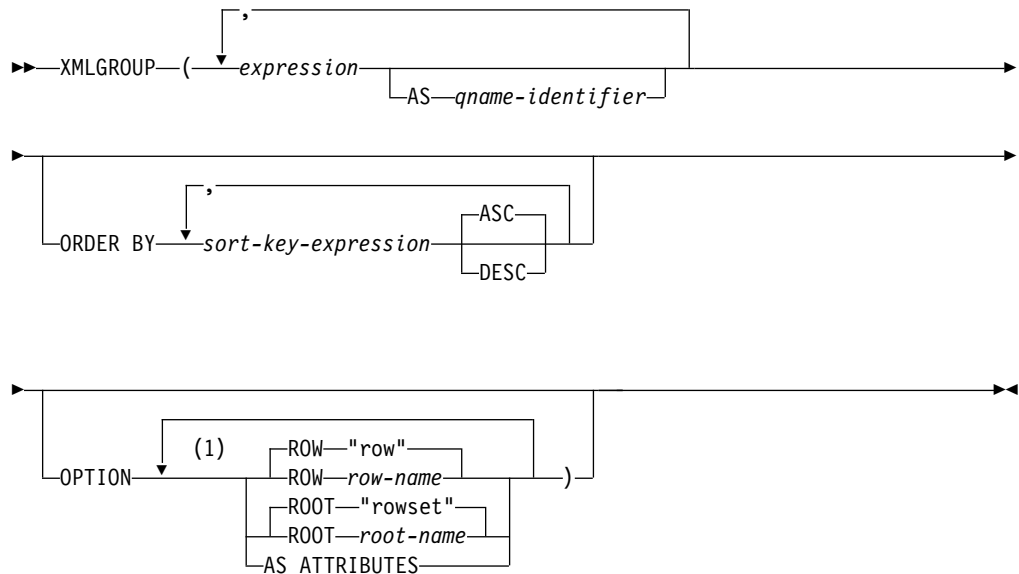 ,
XMLGROUP ( expression
AS qname-identifier
,
ASC
ORDER BY sort-key-expression
DESC
(1) ROW "row"
OPTION ROW row-name )
ROOT "rowset"
ROOT root-name
AS ATTRIBUTES